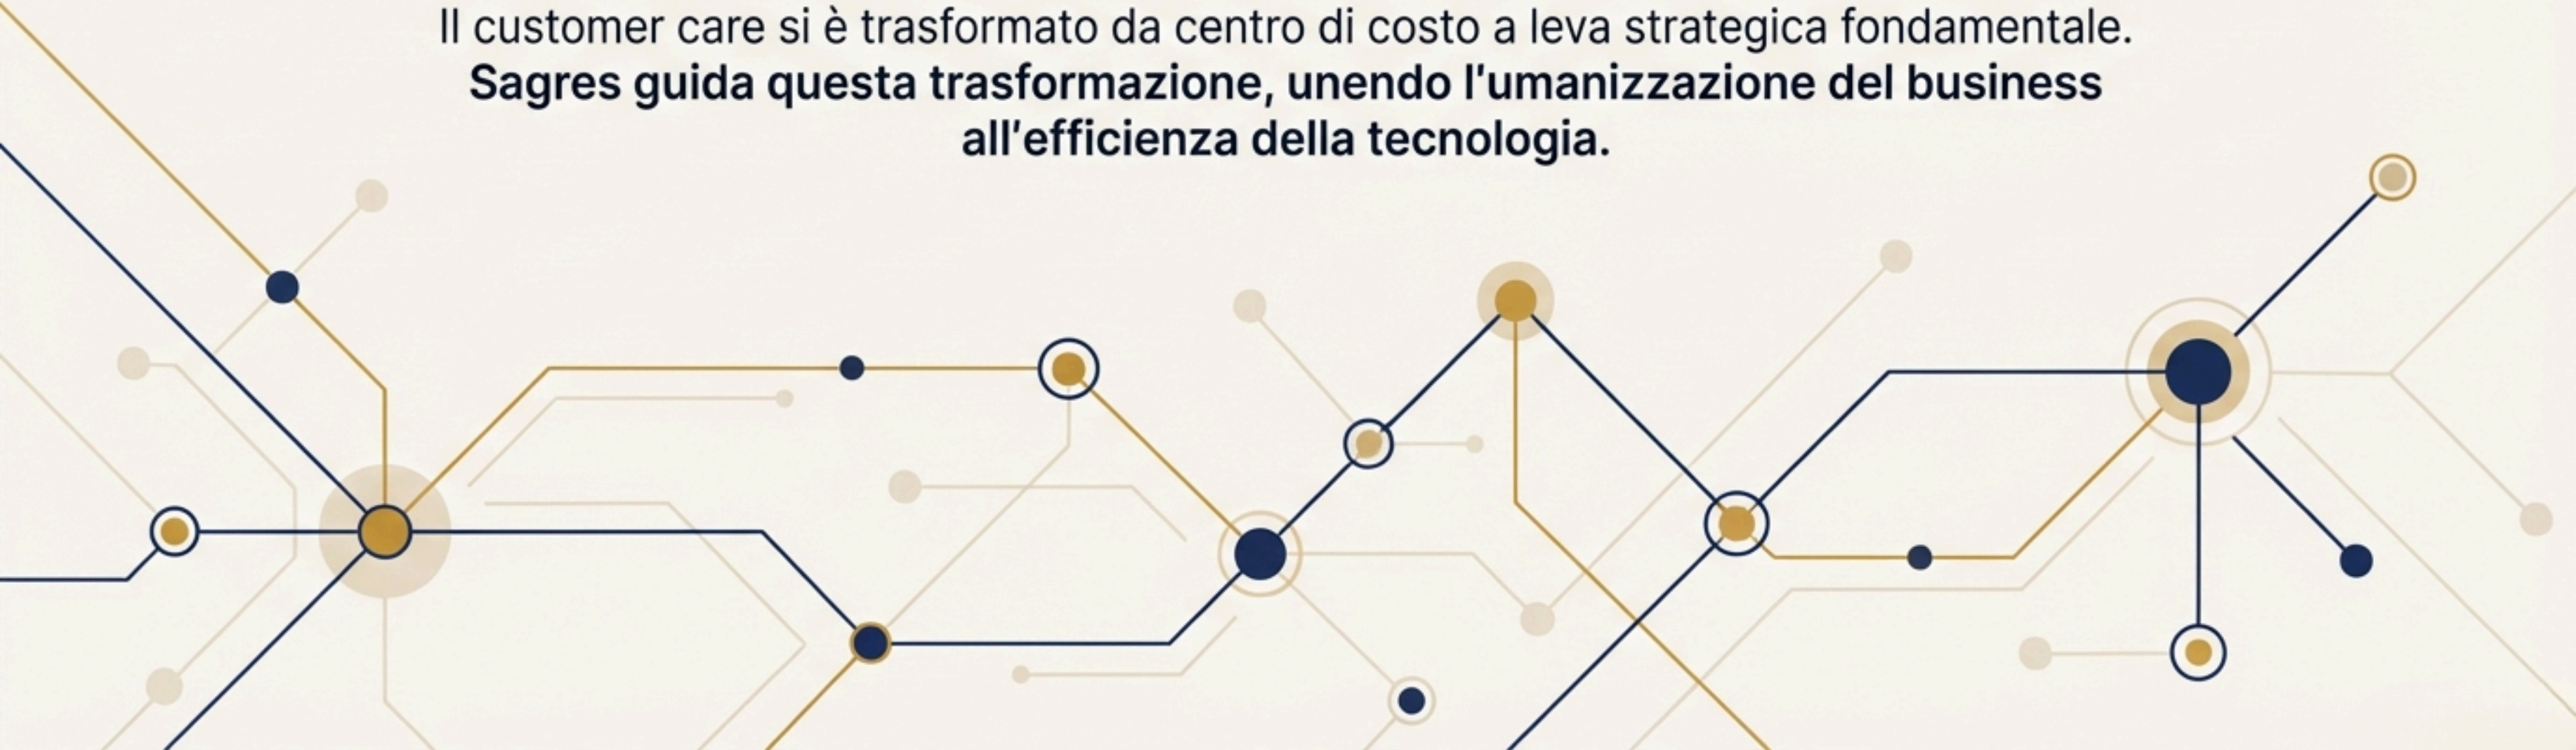 Il customer care si è trasformato da centro di costo a leva strategica fondamentale.
Sagres guida questa trasformazione, unendo l'umanizzazione del business
all'efficienza della tecnologia.